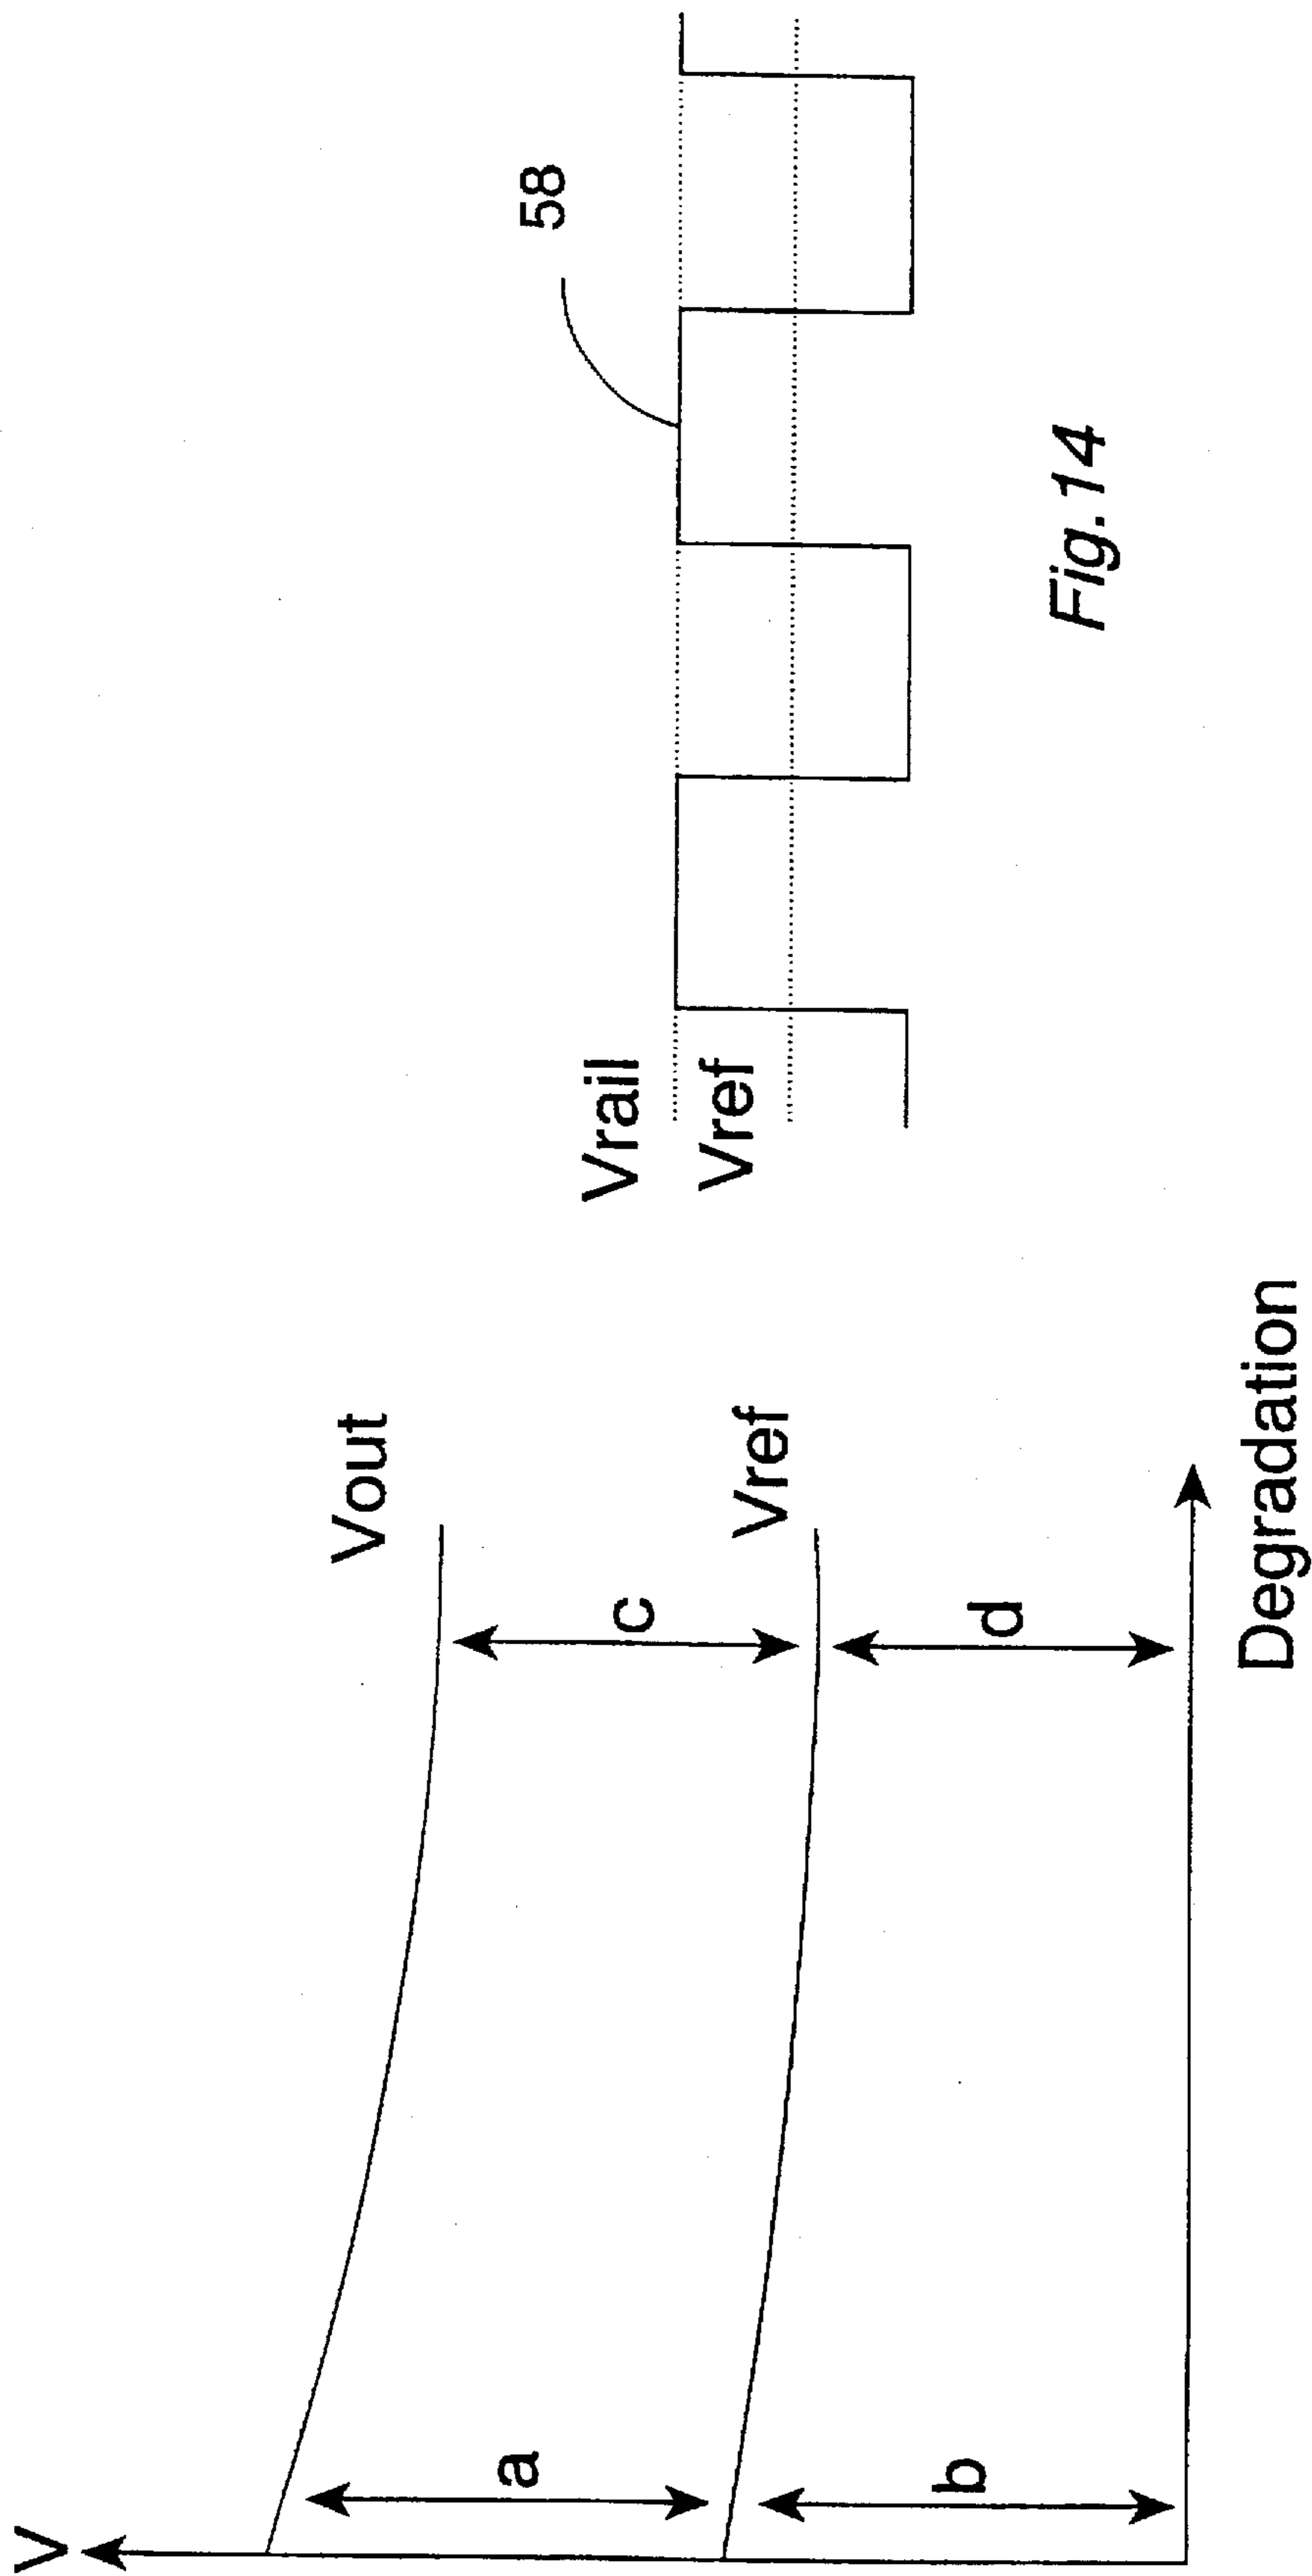 V
Vout
a
c
Vref
b
d
Degradation
58
Vrail
Vref
Fig.14